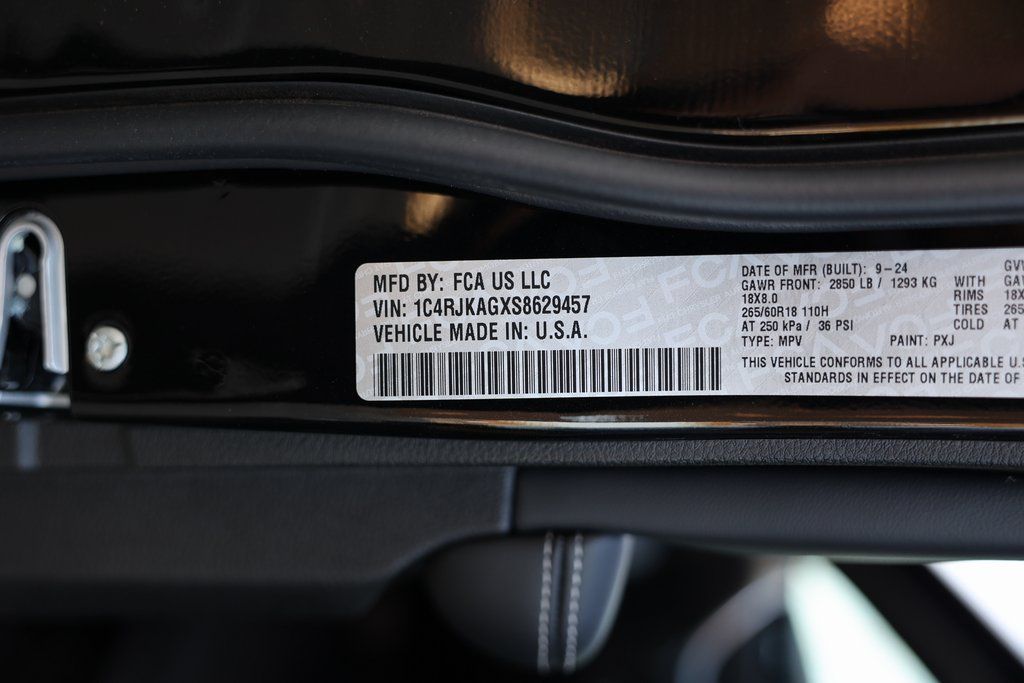 MFD BY: FCA US LLC
VIN: 1C4RJKAGXS8629457
VEHICLE MADE IN: U.S.A.
DATE OF MFR (BUILT): 9-24
GAWR FRONT: 2850 LB / 1293 KG WITH
18X8.0 RIMS 18X
265/60R18 110H TIRES 265
AT 250 kPa / 36 PSI COLD AT
TYPE: MPV PAINT: PXJ
THIS VEHICLE CONFORMS TO ALL APPLICABLE U.S
STANDARDS IN EFFECT ON THE DATE OF